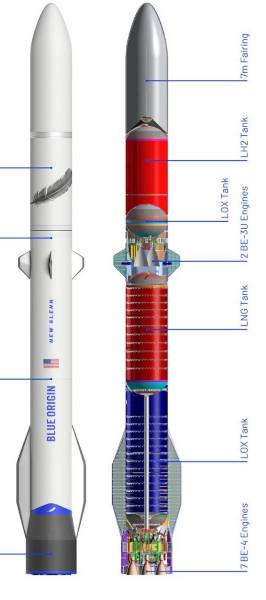 7m Fairing
LH2 Tank
LOX Tank
2 BE-3U Engines
LNG Tank
LOX Tank
7 BE-4 Engines
NEW GLENN
BLUE ORIGIN